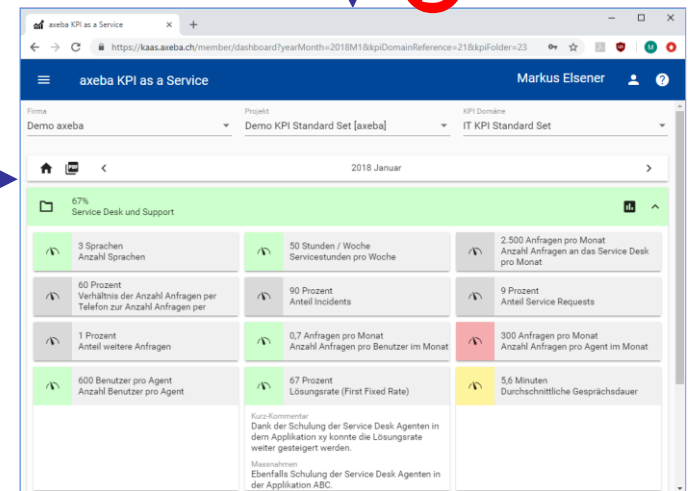 axeba KPI as a Service
https://kaas.axeba.ch/member/dashboard?yearMonth=2018M1&kpiDomainReference=21&kpiFolder=23
M
axeba KPI as a Service
Markus Elsener
Firma
Demo axeba
Projekt
Demo KPI Standard Set [axeba]
KPI Domäne
IT KPI Standard Set
PDF
2018 Januar
67%
Service Desk und Support
3 Sprachen
Anzahl Sprachen
50 Stunden / Woche
Servicestunden pro Woche
2.500 Anfragen pro Monat
Anzahl Anfragen an das Service Desk
pro Monat
60 Prozent
Verhältnis der Anzahl Anfragen per
Telefon zur Anzahl Anfragen per
90 Prozent
Anteil Incidents
9 Prozent
Anteil Service Requests
1 Prozent
Anteil weitere Anfragen
0,7 Anfragen pro Monat
Anzahl Anfragen pro Benutzer im Monat
300 Anfragen pro Monat
Anzahl Anfragen pro Agent im Monat
600 Benutzer pro Agent
Anzahl Benutzer pro Agent
67 Prozent
Lösungsrate (First Fixed Rate)
5,6 Minuten
Durchschnittliche Gesprächsdauer
Kurz-Kommentar
Dank der Schulung der Service Desk Agenten in
dem Applikation xy konnte die Lösungsrate
weiter gesteigert werden.
Massnahmen
Ebenfalls Schulung der Service Desk Agenten in
der Applikation ABC.